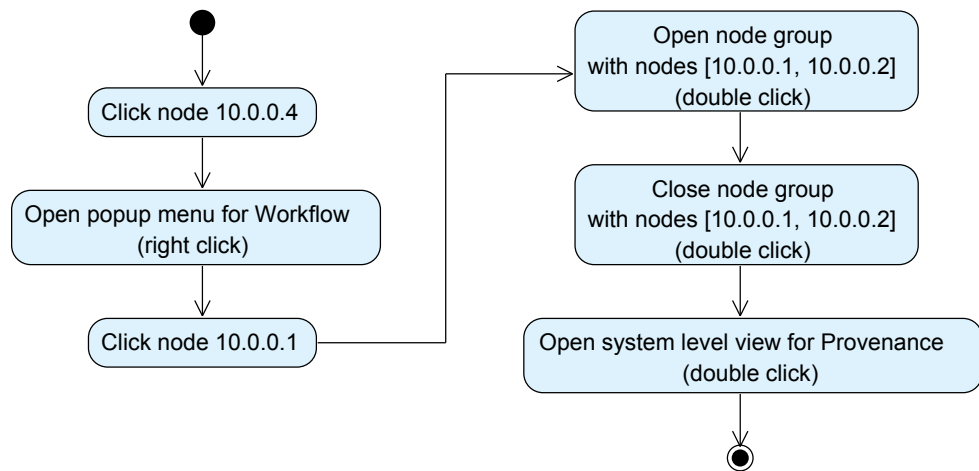 Click node 10.0.0.4
Open popup menu for Workflow
(right click)
Click node 10.0.0.1
Open node group
with nodes [10.0.0.1, 10.0.0.2]
(double click)
Close node group
with nodes [10.0.0.1, 10.0.0.2]
(double click)
Open system level view for Provenance
(double click)